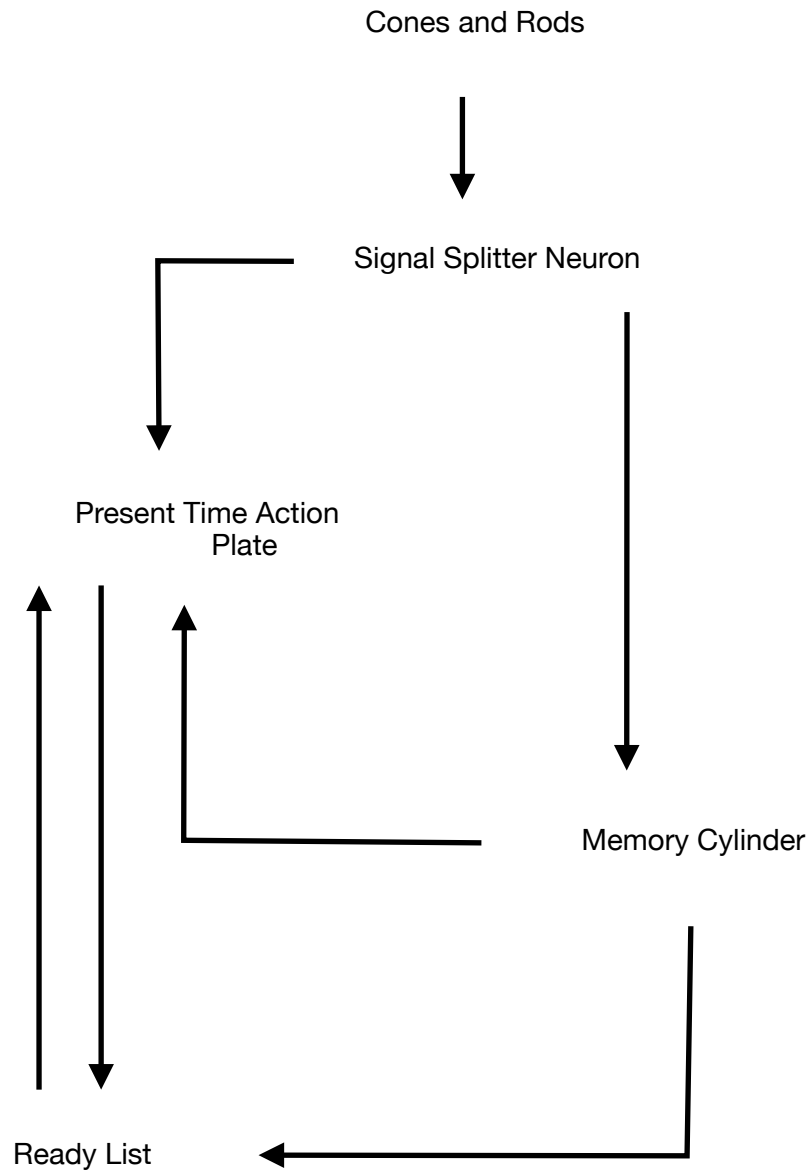 Cones and Rods
Signal Splitter Neuron
Present Time Action
Plate
Memory Cylinder
Ready List